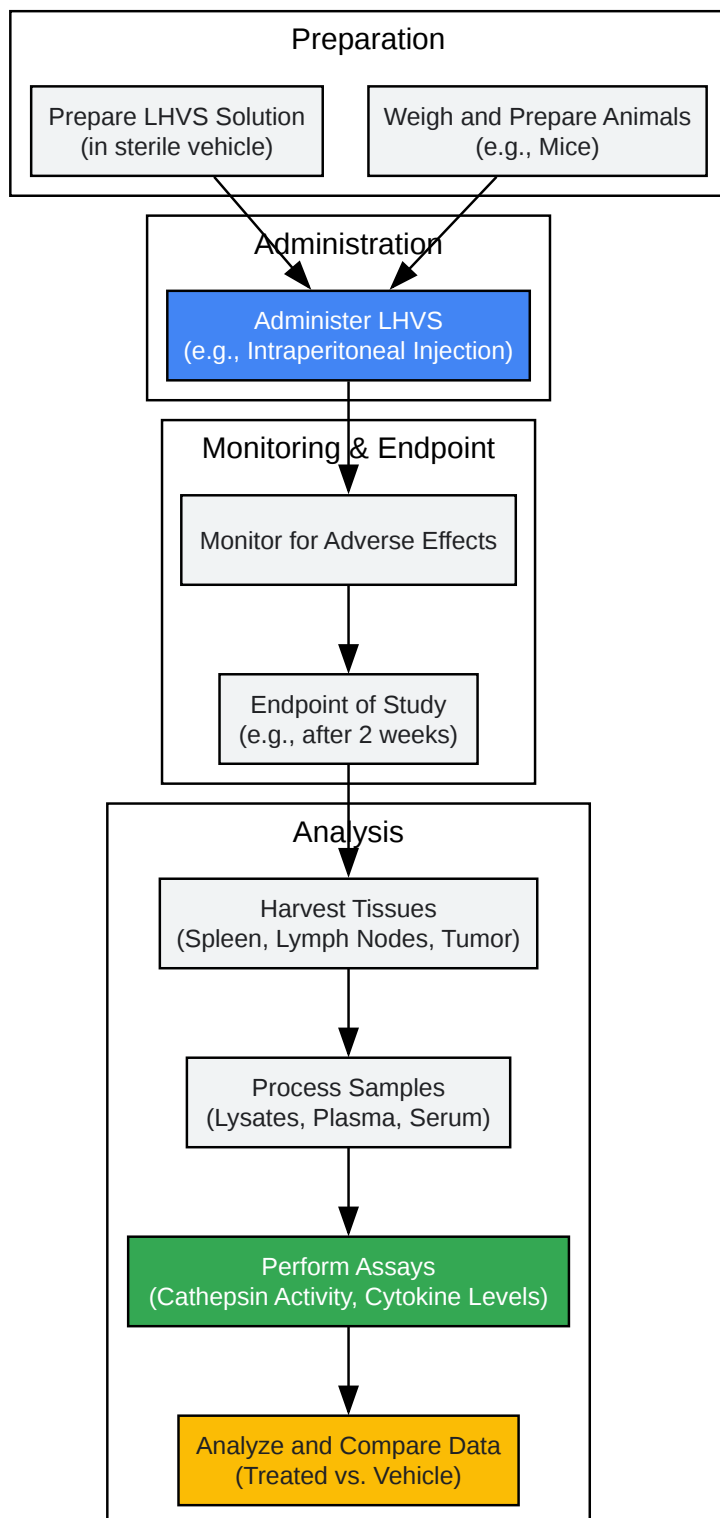 Preparation
Prepare LHVS Solution
(in sterile vehicle)
Weigh and Prepare Animals
(e.g., Mice)
Administration
Administer LHVS
(e.g., Intraperitoneal Injection)
Monitoring & Endpoint
Monitor for Adverse Effects
Endpoint of Study
(e.g., after 2 weeks)
Analysis
Harvest Tissues
(Spleen, Lymph Nodes, Tumor)
Process Samples
(Lysates, Plasma, Serum)
Perform Assays
(Cathepsin Activity, Cytokine Levels)
Analyze and Compare Data
(Treated vs. Vehicle)